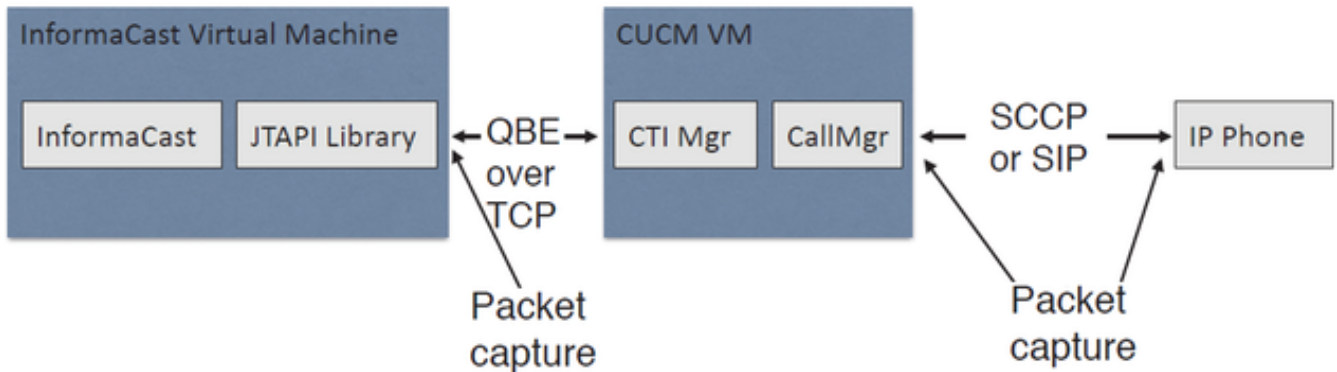 InformaCast Virtual Machine
InformaCast
JTAPI Library
QBE
over
TCP
Packet
capture
CUCM VM
CTI Mgr
CallMgr
SCCP
or SIP
IP Phone
Packet
capture